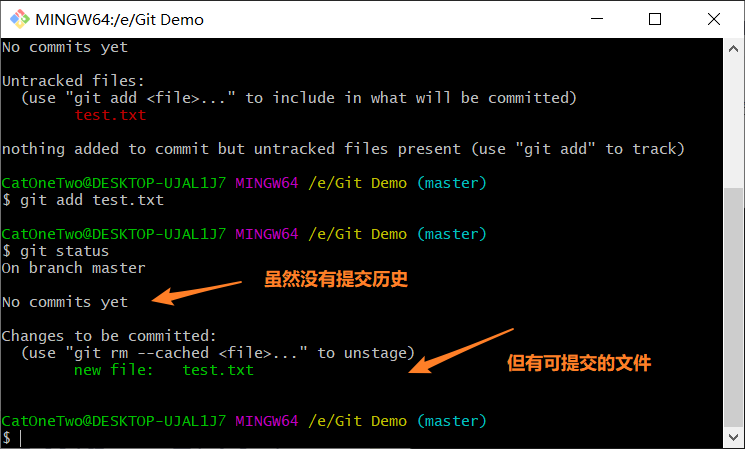 MINGW64:/e/Git Demo
No commits yet
Untracked files:
(use "git add <file>..." to include in what will be committed)
test.txt
nothing added to commit but untracked files present (use "git add" to track)
CatOneTwo@DESKTOP-UJAL1J7 MINGW64 /e/Git Demo (master)
$ git add test.txt
CatOneTwo@DESKTOP-UJAL1J7 MINGW64 /e/Git Demo (master)
$ git status
On branch master
虽然没有提交历史
No commits yet
Changes to be committed:
(use "git rm --cached <file>..." to unstage)
new file:   test.txt
但有可提交的文件
CatOneTwo@DESKTOP-UJAL1J7 MINGW64 /e/Git Demo (master)
$